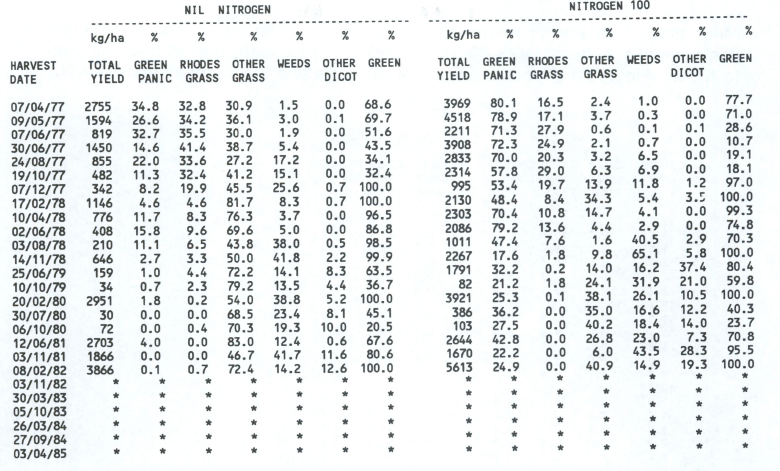 NIL NITROGEN NITROGEN 100
kg/ha % % % % % % kg/ha % % % % % %
HARVEST TOTAL GREEN RHODES OTHER WEEDS OTHER GREEN TOTAL GREEN RHODES OTHER WEEDS OTHER GREEN
DATE YIELD PANIC GRASS GRASS DICOT YIELD PANIC GRASS GRASS DICOT
07/04/77 2755 34.8 32.8 30.9 1.5 0.0 68.6 3969 80.1 16.5 2.4 1.0 0.0 77.7
09/05/77 1594 26.6 34.2 36.1 3.0 0.1 69.7 4518 78.9 17.1 3.7 0.3 0.0 71.0
07/06/77 819 32.7 35.5 30.0 1.9 0.0 51.6 2211 71.3 27.9 0.6 0.1 0.1 28.6
30/06/77 1450 14.6 41.4 38.7 5.4 0.0 43.5 3908 72.3 24.9 2.1 0.7 0.0 10.7
24/08/77 855 22.0 33.6 27.2 17.2 0.0 34.1 2833 70.0 20.3 3.2 6.5 0.0 19.1
19/10/77 482 11.3 32.4 41.2 15.1 0.0 32.4 2314 57.8 29.0 6.3 6.9 0.0 18.1
07/12/77 342 8.2 19.9 45.5 25.6 0.7 100.0 995 53.4 19.7 13.9 11.8 1.2 97.0
17/02/78 1146 4.6 4.6 81.7 8.3 0.7 100.0 2130 48.4 8.4 34.3 5.4 3.5 100.0
10/04/78 776 11.7 8.3 76.3 3.7 0.0 96.5 2303 70.4 10.8 14.7 4.1 0.0 99.3
02/06/78 408 15.8 9.6 69.6 5.0 0.0 86.8 2086 79.2 13.6 4.4 2.9 0.0 74.8
03/08/78 210 11.1 6.5 43.8 38.0 0.5 98.5 1011 47.4 7.6 1.6 40.5 2.9 70.3
14/11/78 646 2.7 3.3 50.0 41.8 2.2 99.9 2267 17.6 1.8 9.8 65.1 5.8 100.0
25/06/79 159 1.0 4.4 72.2 14.1 8.3 63.5 1791 32.2 0.2 14.0 16.2 37.4 80.4
10/10/79 34 0.7 2.3 79.2 13.5 4.4 36.7 82 21.2 1.8 24.1 31.9 21.0 59.8
20/02/80 2951 1.8 0.2 54.0 38.8 5.2 100.0 3921 25.3 0.1 38.1 26.1 10.5 100.0
30/07/80 30 0.0 0.0 68.5 23.4 8.1 45.1 386 36.2 0.0 35.0 16.6 12.2 40.3
06/10/80 72 0.0 0.4 70.3 19.3 10.0 20.5 103 27.5 0.0 40.2 18.4 14.0 23.7
12/06/81 2703 4.0 0.0 83.0 12.4 0.6 67.6 2644 42.8 0.0 26.8 23.0 7.3 70.8
03/11/81 1866 0.0 0.0 46.7 41.7 11.6 80.6 1670 22.2 0.0 6.0 43.5 28.3 95.5
08/02/82 3866 0.1 0.7 72.4 14.2 12.6 100.0 5613 24.9 0.0 40.9 14.9 19.3 100.0
03/11/82 * * * * * * * * * * * * * *
30/03/83 * * * * * * * * * * * * * *
05/10/83 * * * * * * * * * * * * * *
26/03/84 * * * * * * * * * * * * * *
27/09/84 * * * * * * * * * * * * * *
03/04/85 * * * * * * * * * * * * * *